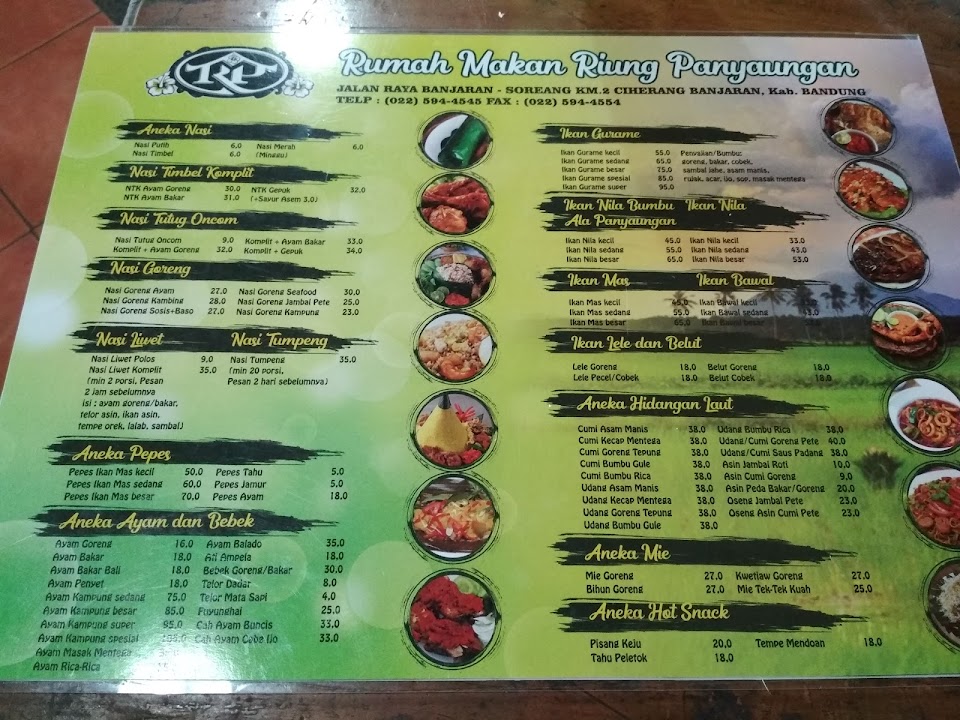 RP
Rumah Makan Riung Panyaungan
JALAN RAYA BANJARAN - SOREANG KM.2 CIHERANG BANJARAN, Kab. BANDUNG
TELP : (022) 594-4545 FAX : (022) 594-4554
Aneka Nasi
Nasi Putih 6.0 Nasi Merah 6.0
Nasi Timbel 6.0 (Minggu)
Nasi Timbel Komplit
NTK Ayam Goreng 30.0 NTK Gepuk 32.0
NTK Ayam Bakar 31.0 (+Sayur Asem 3.0)
Nasi Tutug Oncom
Nasi Tutug Oncom 9.0 Komplit + Ayam Bakar 33.0
Komplit + Ayam Goreng 32.0 Komplit + Gepuk 34.0
Nasi Goreng
Nasi Goreng Ayam 27.0 Nasi Goreng Seafood 30.0
Nasi Goreng Kambing 28.0 Nasi Goreng Jambal Pete 25.0
Nasi Goreng Sosis+Baso 27.0 Nasi Goreng Kampung 23.0
Nasi Liwet Nasi Tumpeng
Nasi Liwet Polos 9.0 Nasi Tumpeng 35.0
Nasi Liwet Komplit 35.0 (min 20 porsi,
(min 2 porsi, Pesan Pesan 2 hari sebelumnya)
2 jam sebelumnya
isi : ayam goreng/bakar,
telor asin, ikan asin,
tempe orek, lalab, sambal)
Aneka Pepes
Pepes Ikan Mas kecil 50.0 Pepes Tahu 5.0
Pepes Ikan Mas sedang 60.0 Pepes Jamur 5.0
Pepes Ikan Mas besar 70.0 Pepes Ayam 18.0
Aneka Ayam dan Bebek
Ayam Goreng 16.0 Ayam Balado 35.0
Ayam Bakar 18.0 Ati Ampela 18.0
Ayam Bakar Bali 18.0 Bebek Goreng/Bakar 30.0
Ayam Penyet 18.0 Telor Dadar 8.0
Ayam Kampung sedang 75.0 Telor Mata Sapi 4.0
Ayam Kampung besar 85.0 Fuyunghai 25.0
Ayam Kampung super 95.0 Cah Ayam Buncis 33.0
Ayam Kampung spesial 105.0 Cah Ayam Cabe Ijo 33.0
Ayam Masak Mentega
Ayam Rica-Rica
Ikan Gurame
Ikan Gurame kecil 55.0 Penyajian/Bumbu:
Ikan Gurame sedang 65.0 goreng, bakar, cobek,
Ikan Gurame besar 75.0 sambal jahe, asam manis,
Ikan Gurame spesial 85.0 rujak, acar, ijo, sop, masak mentega
Ikan Gurame super 95.0
Ikan Nila Bumbu Ikan Nila
Ala Panyaungan
Ikan Nila kecil 45.0 Ikan Nila kecil 33.0
Ikan Nila sedang 55.0 Ikan Nila sedang 43.0
Ikan Nila besar 65.0 Ikan Nila besar 53.0
Ikan Mas Ikan Bawal
Ikan Mas kecil 45.0 Ikan Bawal kecil
Ikan Mas sedang 55.0 Ikan Bawal sedang 43.0
Ikan Mas besar 65.0 Ikan Bawal besar
Ikan Lele dan Belut
Lele Goreng 18.0 Belut Goreng 18.0
Lele Pecel/Cobek 18.0 Belut Cobek 18.0
Aneka Hidangan Laut
Cumi Asam Manis 38.0 Udang Bumbu Rica 38.0
Cumi Kecap Mentega 38.0 Udang/Cumi Goreng Pete 40.0
Cumi Goreng Tepung 38.0 Udang/Cumi Saus Padang 38.0
Cumi Bumbu Gule 38.0 Asin Jambal Roti 10.0
Cumi Bumbu Rica 38.0 Asin Cumi Goreng 9.0
Udang Asam Manis 38.0 Asin Peda Bakar/Goreng 20.0
Udang Kecap Mentega 38.0 Oseng Jambal Pete 23.0
Udang Goreng Tepung 38.0 Oseng Asin Cumi Pete 23.0
Udang Bumbu Gule 38.0
Aneka Mie
Mie Goreng 27.0 Kwetiaw Goreng 27.0
Bihun Goreng 27.0 Mie Tek-Tek Kuah 25.0
Aneka Hot Snack
Pisang Keju 20,0 Tempe Mendoan 18.0
Tahu Peletok 18,0